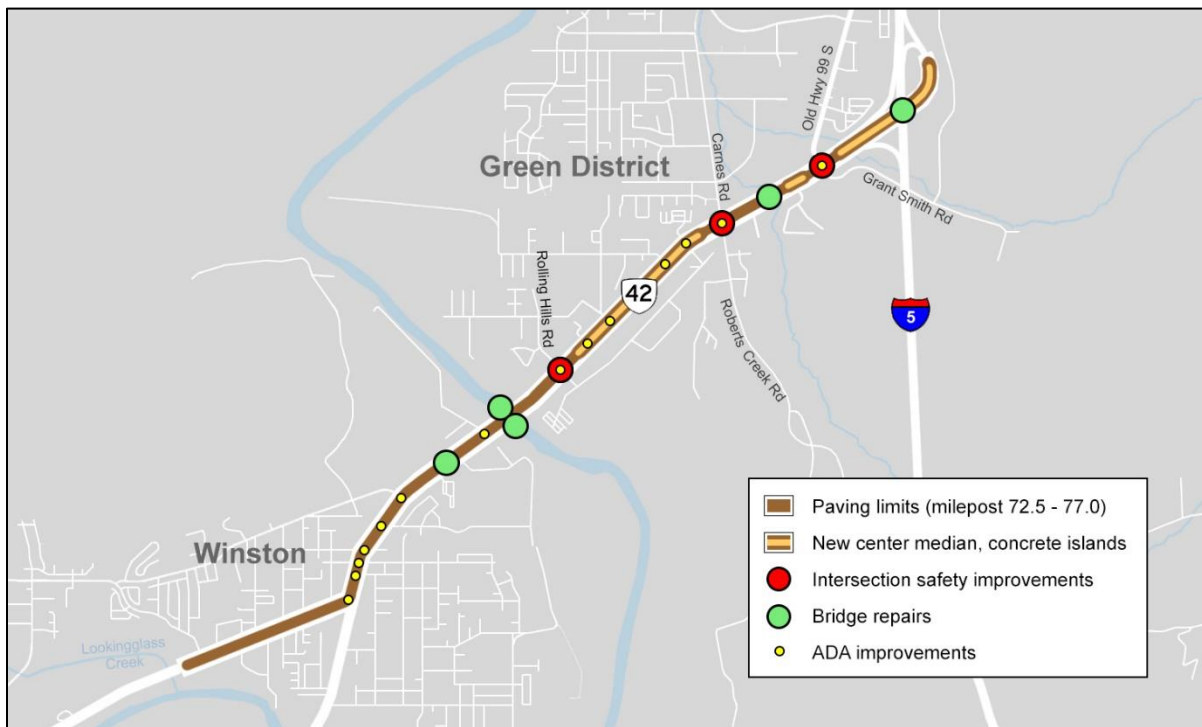 Old Hwy 99 S
Carnes Rd
Green District
Grant Smith Rd
Rolling Hills Rd
42
5
Roberts Creek Rd
Winston
Lookingglass
Creek
Paving limits (milepost 72.5 - 77.0)
New center median, concrete islands
Intersection safety improvements
Bridge repairs
ADA improvements